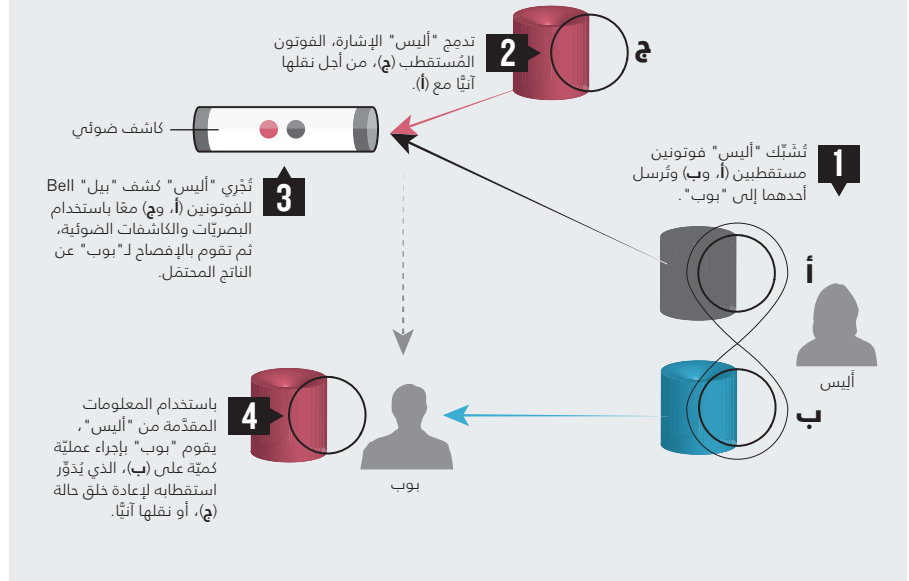 1
تُشَبِّك "أليس" فوتونين
مستقطبين (أ، وب) وتُرسل
أحدهما إلى "بوب".
أ
أَلِيس
ب
ج
2
تدمِج "أليس" الإشارة، الفوتون
المُستقطب (ج)، من أجل نقلها
آنيًّا مع (أ).
كاشف ضوئي
3
تُجْرِي "أليس" كشف "بيل" Bell
للفوتونين (أ، وج) معًا باستخدام
البصريّات والكاشفات الضوئية،
ثم تقوم بالإفصاح لـ"بوب" عن
الناتج المحتمَل.
4
باستخدام المعلومات
المقدَّمة من "أليس"،
يقوم "بوب" بإجراء عمليّة
كميّة على (ب)، الذي يُدَوِّر
استقطابه لإعادة خلق حالة
(ج)، أو نقلها آنيًّا.
بوب